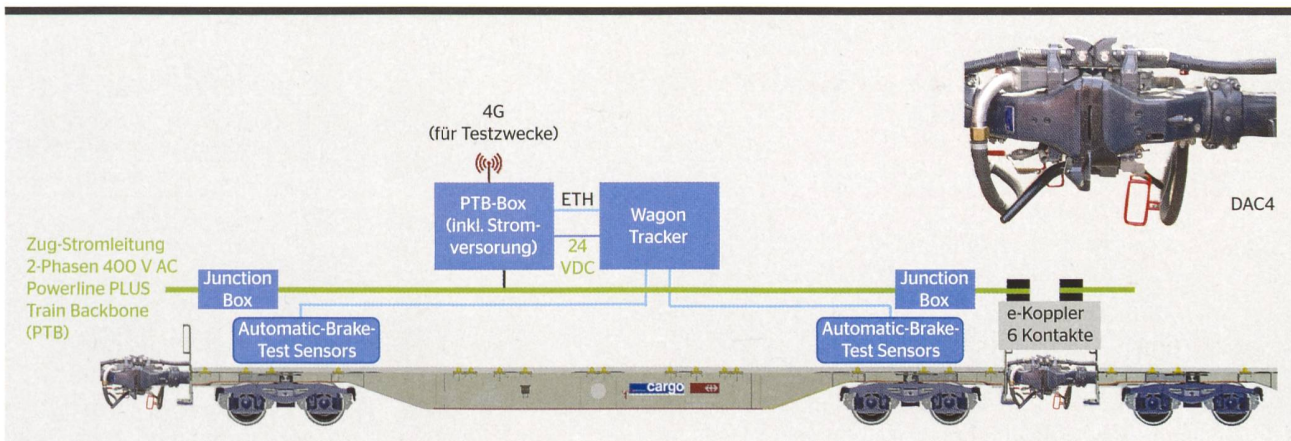 4G
(für Testzwecke)
PTB-Box
(inkl. Strom-
versorung)
ETH
24
VDC
Wagon
Tracker
DAC4
Zug-Stromleitung
2-Phasen 400 V AC
Powerline PLUS
Train Backbone
(PTB)
Junction
Box
Junction
Box
e-Koppler
6 Kontakte
Automatic-Brake-
Test Sensors
Automatic-Brake-
Test Sensors
cargo